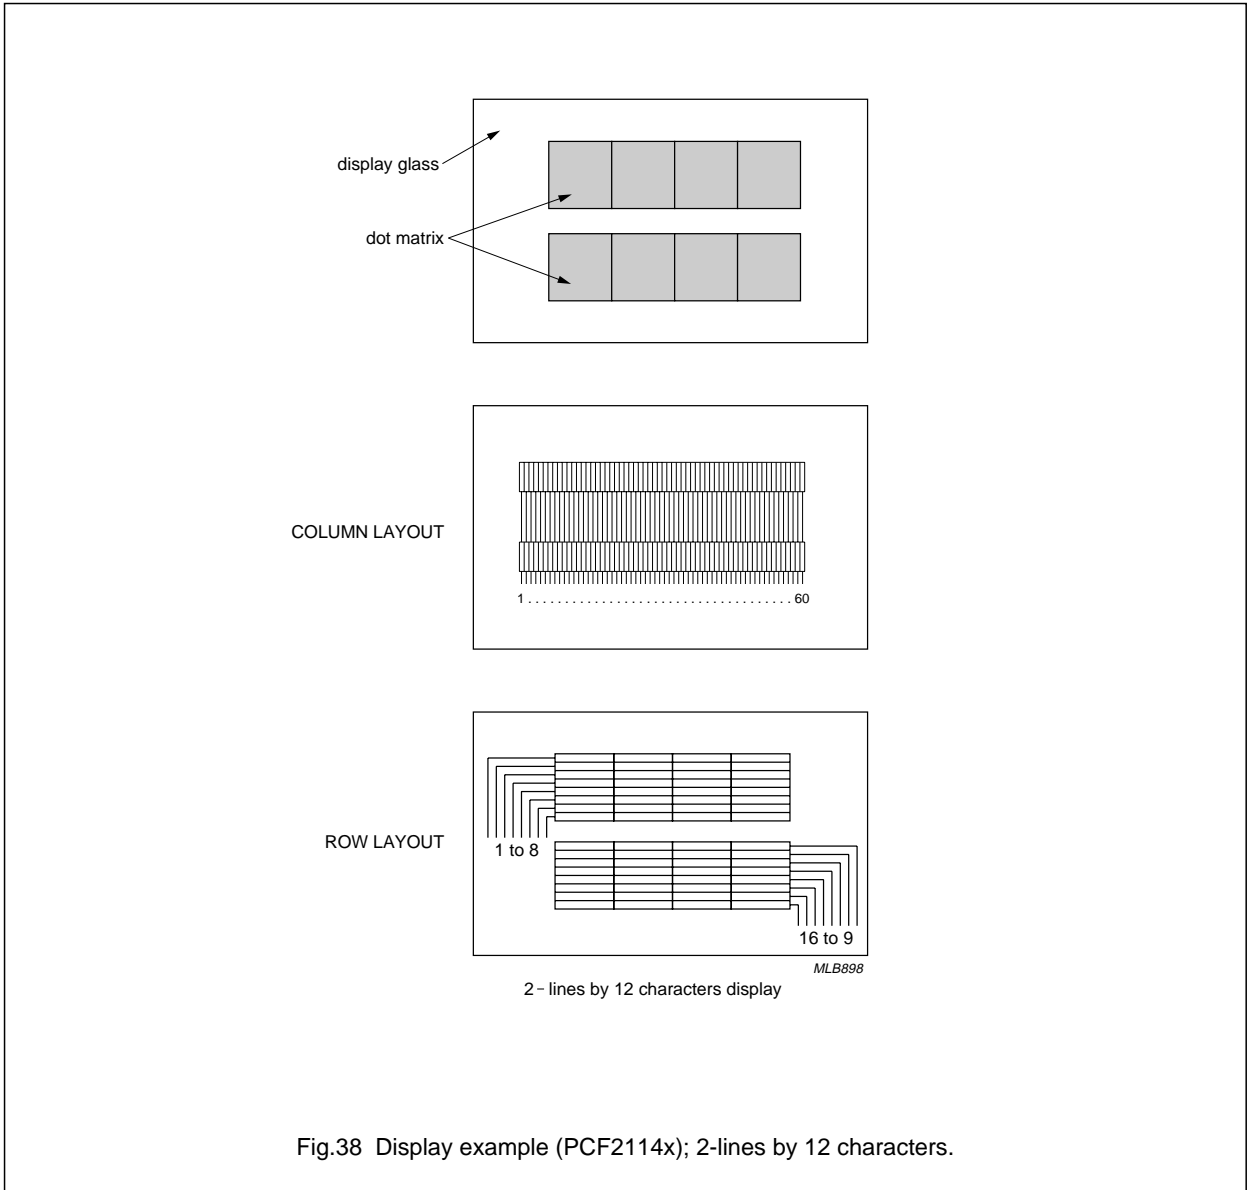 display glass
dot matrix
COLUMN LAYOUT
1 . . . . . . . . . . . . . . . . . . . . . . . . . . . . . . . . . . . . 60
ROW LAYOUT
1 to 8
16 to 9
MLB898
2 – lines by 12 characters display
Fig.38 Display example (PCF2114x); 2-lines by 12 characters.